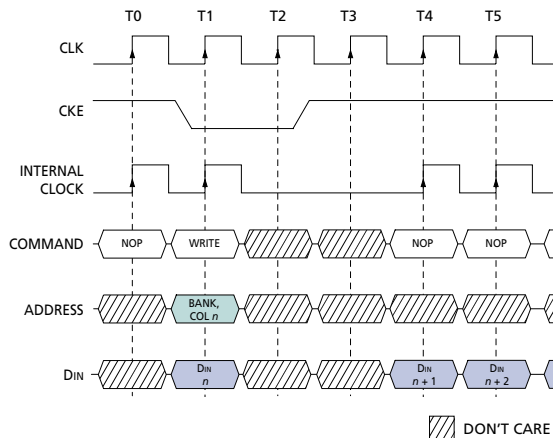 T0 T1 T2 T3 T4 T5
CLK
CKE
INTERNAL
CLOCK
COMMAND
NOP WRITE NOP NOP
ADDRESS
BANK,
COL n
DIN
DIN DIN DIN
n n + 1 n + 2
DON'T CARE